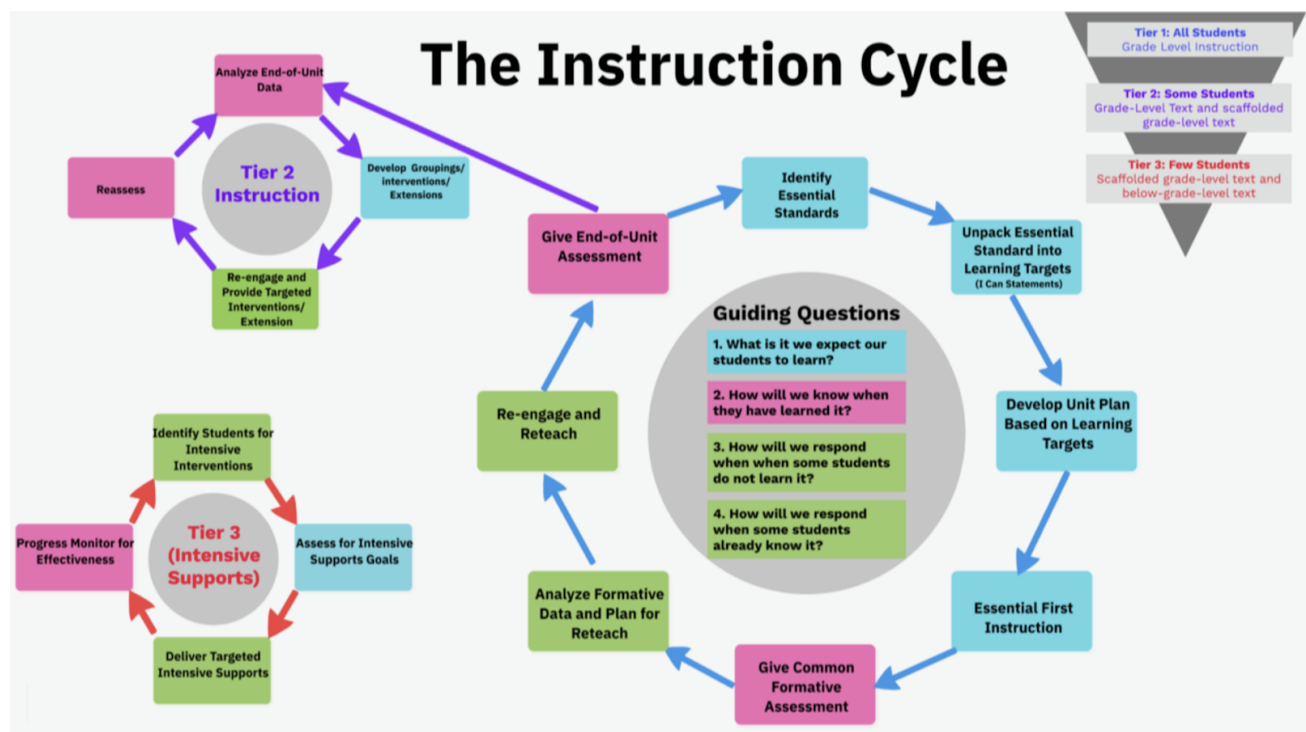 The Instruction Cycle
Tier 1: All Students
Grade Level Instruction
Tier 2: Some Students
Grade-Level Text and scaffolded
grade-level text
Tier 3: Few Students
Scaffolded grade-level text and
below-grade-level text
Analyze End-of-Unit
Data
Develop Groupings/
interventions/
Extensions
Re-engage and
Provide Targeted
Interventions/
Extension
Reassess
Tier 2
Instruction
Identify
Essential
Standards
Unpack Essential
Standard into
Learning Targets
(I Can Statements)
Develop Unit Plan
Based on Learning
Targets
Essential First
Instruction
Give Common
Formative
Assessment
Analyze Formative
Data and Plan for
Reteach
Re-engage and
Reteach
Give End-of-Unit
Assessment
Guiding Questions
1. What is it we expect our
students to learn?
2. How will we know when
they have learned it?
3. How will we respond
when when some students
do not learn it?
4. How will we respond
when some students
already know it?
Identify Students for
Intensive
Interventions
Assess for Intensive
Supports Goals
Deliver Targeted
Intensive Supports
Progress Monitor for
Effectiveness
Tier 3
(Intensive
Supports)